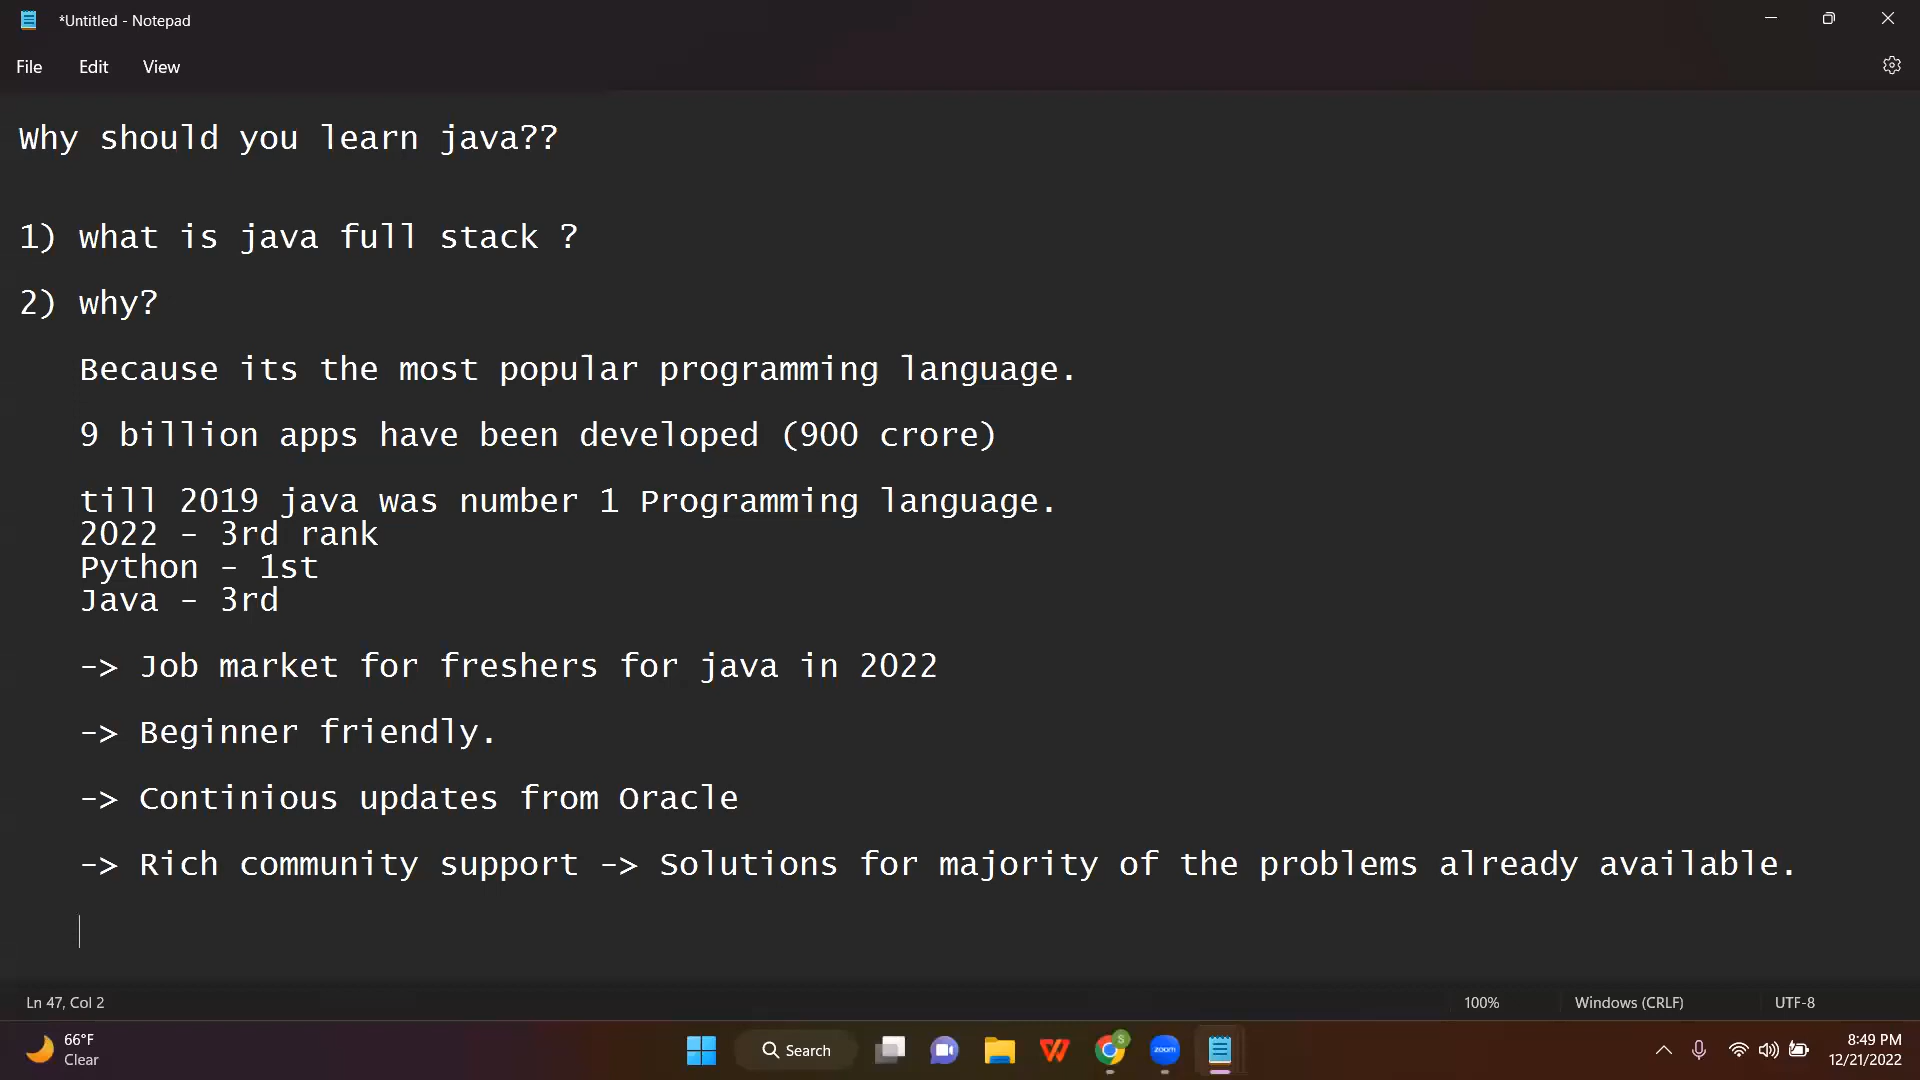 *Untitled - Notepad
File Edit View
Why should you learn java??
1) what is java full stack ?
2) why?
Because its the most popular programming language.
9 billion apps have been developed (900 crore)
till 2019 java was number 1 Programming language.
2022 - 3rd rank
Python - 1st
Java - 3rd
-> Job market for freshers for java in 2022
-> Beginner friendly.
-> Continious updates from Oracle
-> Rich community support -> Solutions for majority of the problems already available.
Ln 47, Col 2 100% Windows (CRLF) UTF-8
66°F
Clear
Search
S
zoom
8:49 PM
12/21/2022